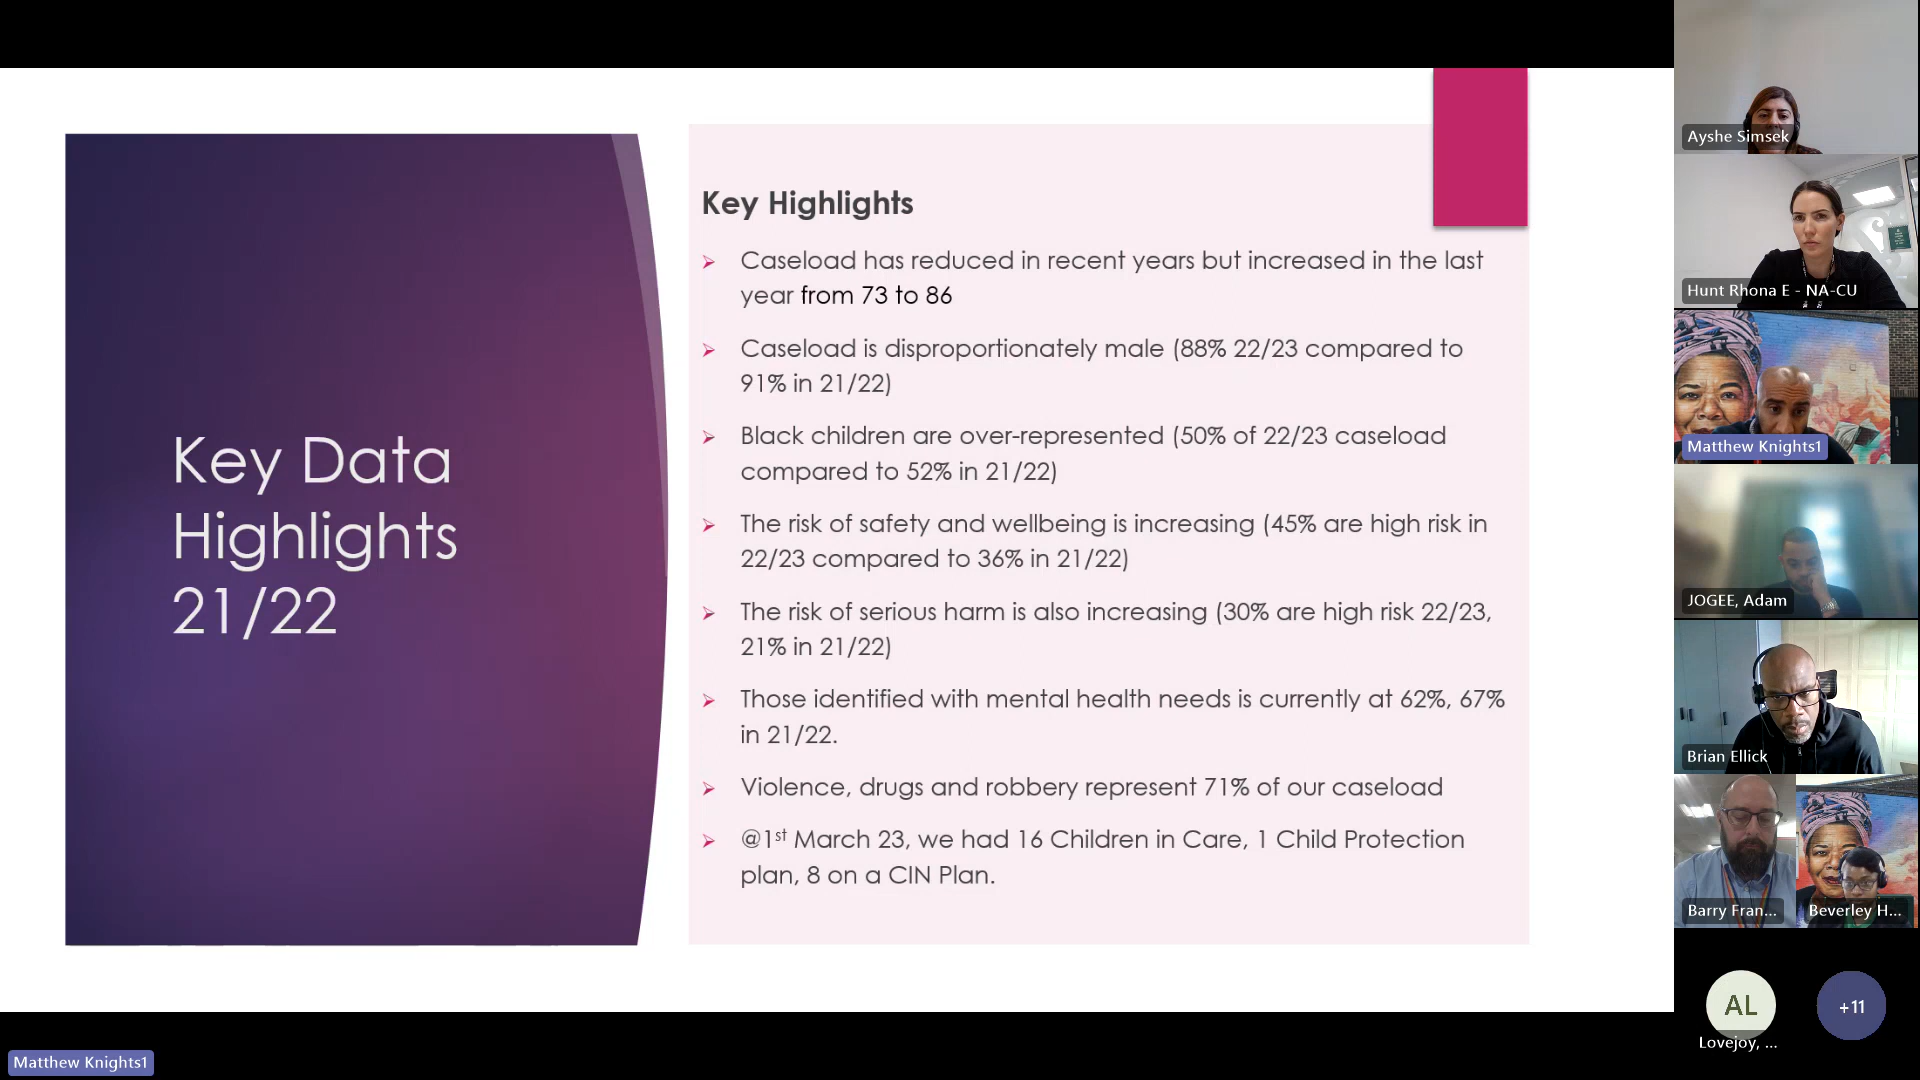 Key Data
Highlights
21/22
Key Highlights
Caseload has reduced in recent years but increased in the last
year from 73 to 86
Caseload is disproportionately male (88% 22/23 compared to
91% in 21/22)
Black children are over-represented (50% of 22/23 caseload
compared to 52% in 21/22)
The risk of safety and wellbeing is increasing (45% are high risk in
22/23 compared to 36% in 21/22)
The risk of serious harm is also increasing (30% are high risk 22/23,
21% in 21/22)
Those identified with mental health needs is currently at 62%, 67%
in 21/22.
Violence, drugs and robbery represent 71% of our caseload
@1st March 23, we had 16 Children in Care, 1 Child Protection
plan, 8 on a CIN Plan.
Ayshe Simsek
Hunt Rhona E - NA-CU
Matthew Knights1
JOGEE, Adam
Brian Ellick
Barry Fran...
Beverley H...
AL
+11
Lovejoy, ...
Matthew Knights1